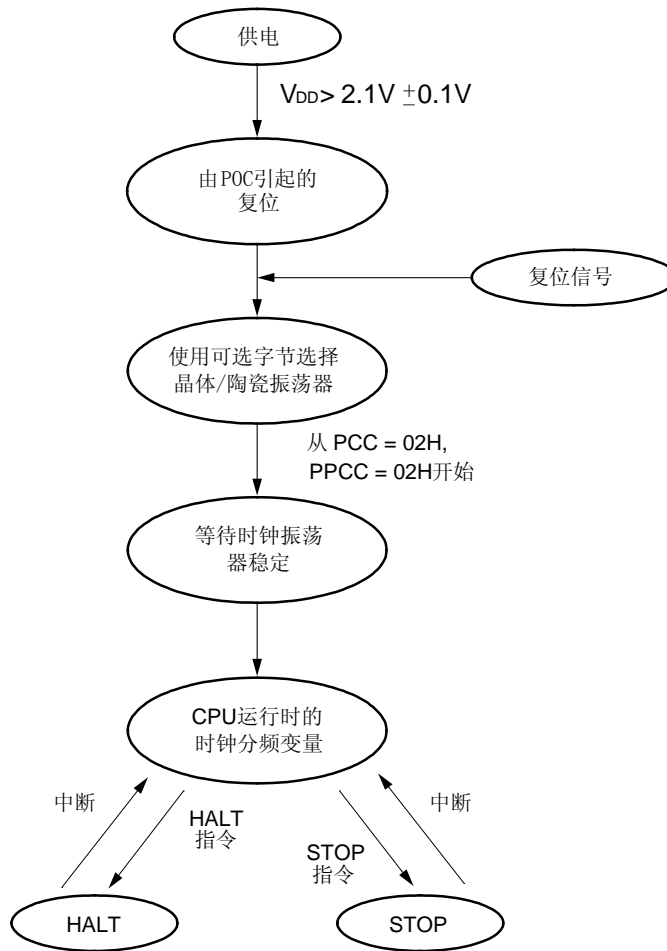 供电
VDD> 2.1V ±0.1V
由POC引起的
复位
复位信号
使用可选字节选择
晶体/陶瓷振荡器
从 PCC = 02H,
PPCC = 02H开始
等待时钟振荡
器稳定
CPU运行时的
时钟分频变量
中断
HALT
指令
STOP
指令
中断
HALT
STOP